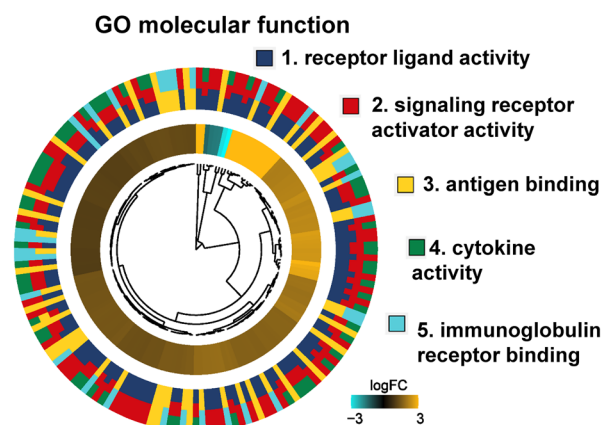 GO molecular function
1. receptor ligand activity
2. signaling receptor
activator activity
3. antigen binding
4. cytokine
activity
5. immunoglobulin
receptor binding
logFC
−3 3